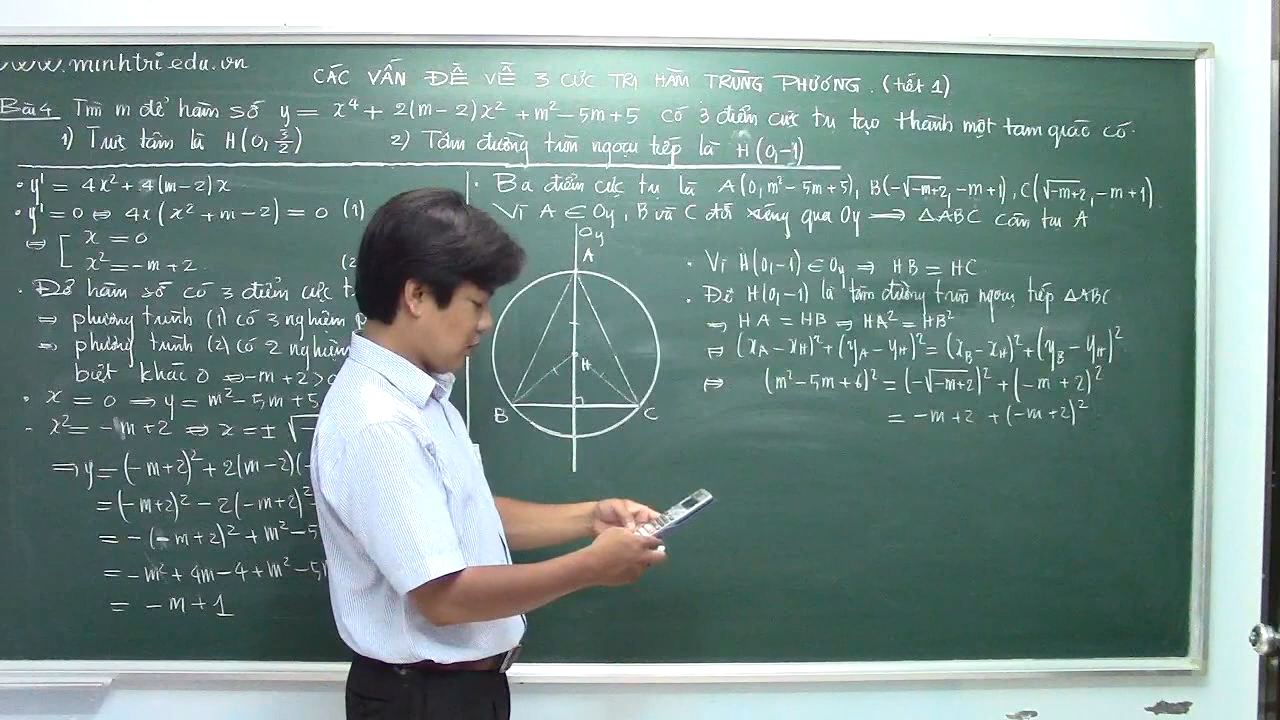 www.minhtri.edu.vn
CÁC VẤN ĐỀ VỀ 3 CỰC TRỊ HÀM TRÙNG PHƯƠNG. (tiết 1)
Bài 4 Tìm m để hàm số y = x⁴ + 2(m-2)x² + m² - 5m + 5 có 3 điểm cực trị tạo thành một tam giác có.
1) Trực tâm là H(0, 3/2) 2) Tâm đường tròn ngoại tiếp là H(0,-1)
. y' = 4x² + 4(m-2)x
. y' = 0 ⇔ 4x(x² + m - 2) = 0 (1)
⇔ [ x = 0
x² = -m + 2 (2
. Để hàm số có 3 điểm cực t
⇔ phương trình (1) có 3 nghiệm p
⇔ phương trình (2) có 2 nghiệm
biệt khác 0 ⇔ -m + 2 > 0
. x = 0 ⇒ y = m² - 5m + 5
- x² = -m + 2 ⇔ x = ± √-
⇒ y = (-m+2)² + 2(m-2)(-
= (-m+2)² - 2(-m+2)²
= -(-m+2)² + m² - 5
= -m² + 4m - 4 + m² - 5m
= -m + 1
. Ba điểm cực trị là A(0, m² - 5m + 5), B(-√-m+2, -m+1), C(√-m+2, -m+1)
Vì A ∈ Oy, B và C đối xứng qua Oy ⟹ △ABC cân tại A
Oy
A
H
B
C
. Vì H(0,-1) ∈ Oy ⇒ HB = HC
. Để H(0,-1) là tâm đường tròn ngoại tiếp △ABC
⇔ HA = HB ⇔ HA² = HB²
⇔ (x_A - x_H)² + (y_A - y_H)² = (x_B - x_H)² + (y_B - y_H)²
⇔ (m² - 5m + 6)² = (-√-m+2)² + (-m + 2)²
= -m + 2 + (-m + 2)²